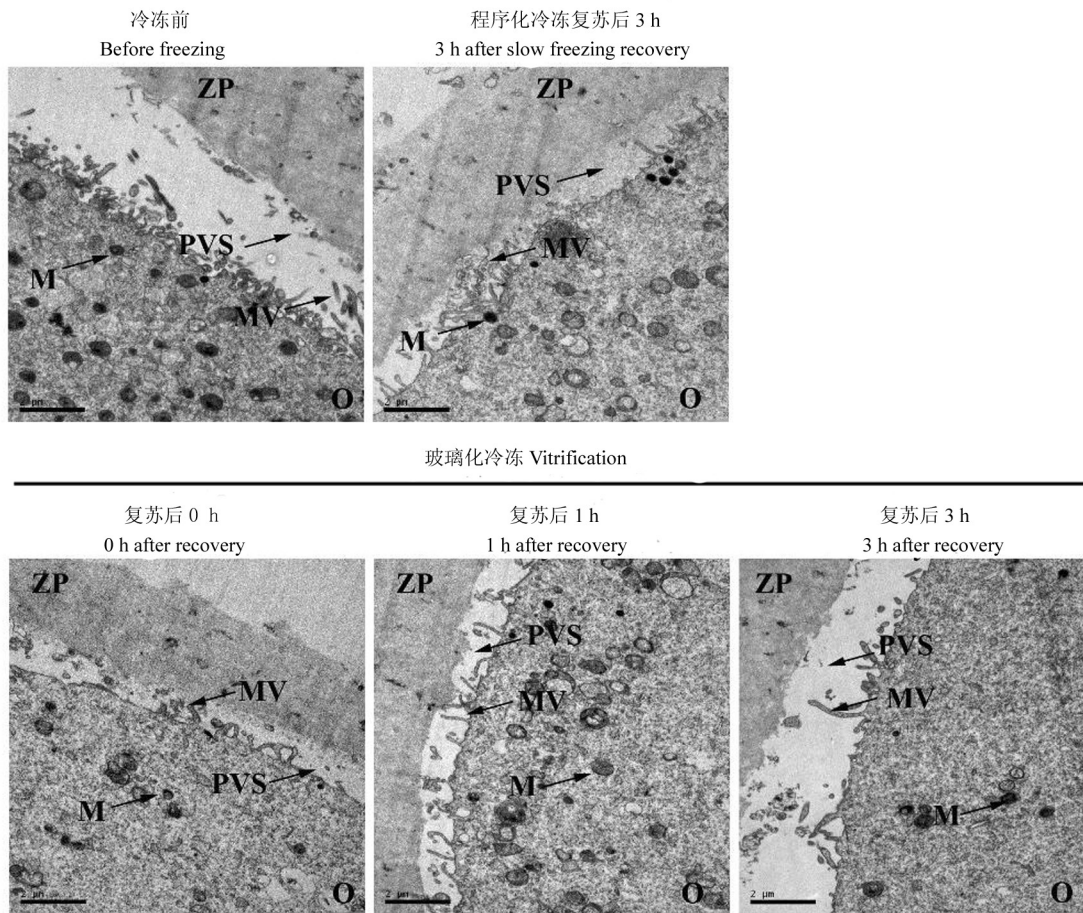 冷冻前
Before freezing
程序化冷冻复苏后 3 h
3 h after slow freezing recovery
ZP
PVS
M
MV
O
ZP
PVS
MV
M
O
2 μm
玻璃化冷冻 Vitrification
复苏后 0 h
0 h after recovery
复苏后 1 h
1 h after recovery
复苏后 3 h
3 h after recovery
ZP
MV
PVS
M
O
ZP
PVS
MV
M
O
2 μm
ZP
PVS
MV
M
O
2 μm